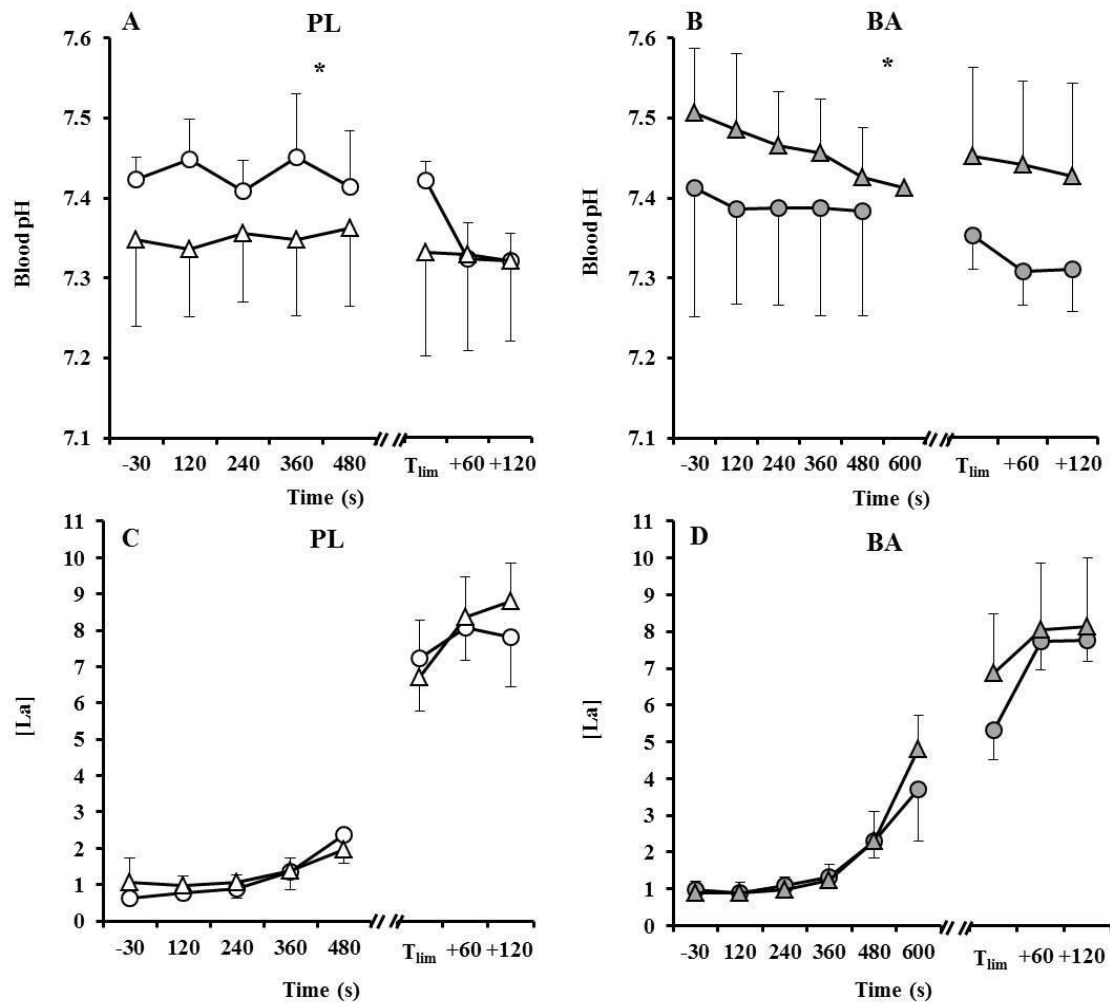 A PL
7.6
*
7.5
7.4
Blood pH
7.3
7.2
7.1
-30 120 240 360 480 Tlim +60 +120
Time (s)
B BA
7.6
*
7.5
7.4
Blood pH
7.3
7.2
7.1
-30 120 240 360 480 600 Tlim +60 +120
Time (s)
C PL
11
10
9
8
7
6
[La]
5
4
3
2
1
0
-30 120 240 360 480 Tlim +60 +120
Time (s)
D BA
11
10
9
8
7
6
[La]
5
4
3
2
1
0
-30 120 240 360 480 600 Tlim +60 +120
Time (s)